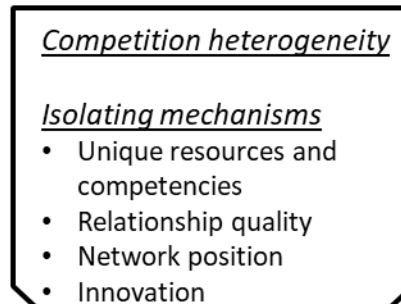 Competition heterogeneity
Isolating mechanisms
• Unique resources and
competencies
• Relationship quality
• Network position
• Innovation